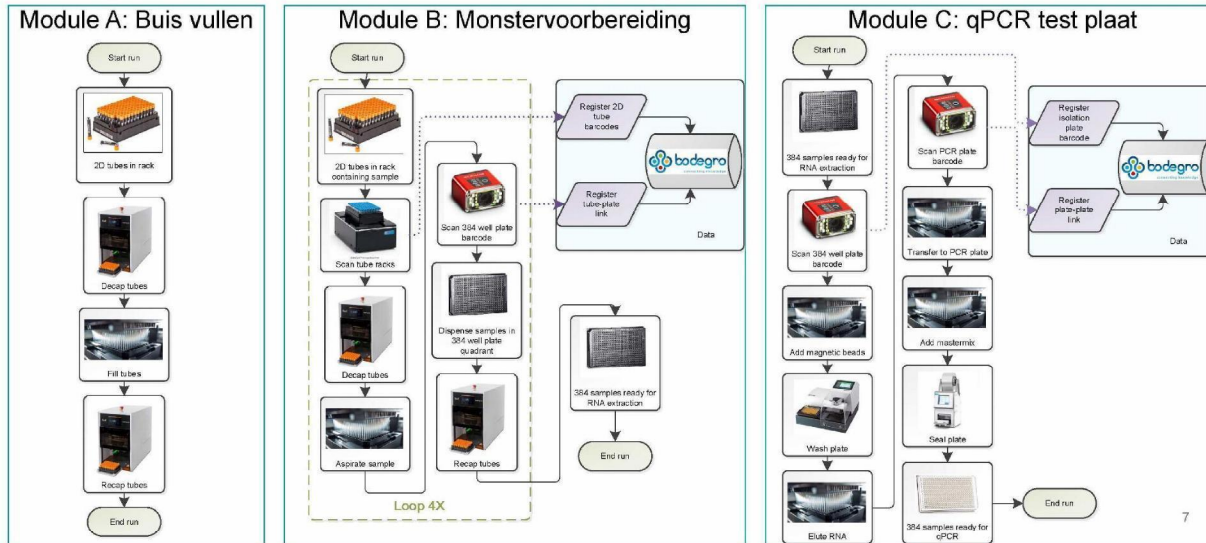 Module A: Buis vullen
Start run
2D tubes in rack
Decap tubes
Fill tubes
Recap tubes
End run
Module B: Monstervoorbereiding
Start run
2D tubes in rack
containing sample
Scan tube racks
Decap tubes
Aspirate sample
Loop 4X
Scan 384 well plate
barcode
Dispense samples in
384 well plate
quadrant
Recap tubes
384 samples ready for
RNA extraction
End run
Register 2D
tube
barcodes
Register
tube-plate
link
bodegro
Data
Module C: qPCR test plaat
Start run
384 samples ready for
RNA extraction
Scan 384 well plate
barcode
Add magnetic beads
Wash plate
Elute RNA
Scan PCR plate
barcode
Transfer to PCR plate
Add mastermix
Seal plate
384 samples ready for
qPCR
End run
Register
isolation
plate
barcode
Register
plate-plate
link
bodegro
Data
7